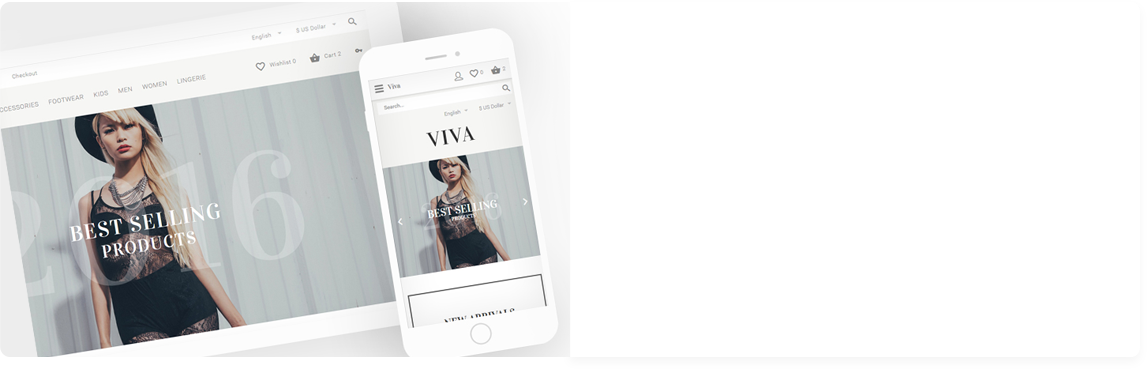 English
$ US Dollar
Checkout
Wishlist 0
Cart 2
ACCESSORIES
FOOTWEAR
KIDS
MEN
WOMEN
LINGERIE
2016
BEST SELLING
PRODUCTS
Viva
0
2
Search...
English
$ US Dollar
VIVA
BEST SELLING
PRODUCTS
NEW ARRIVALS